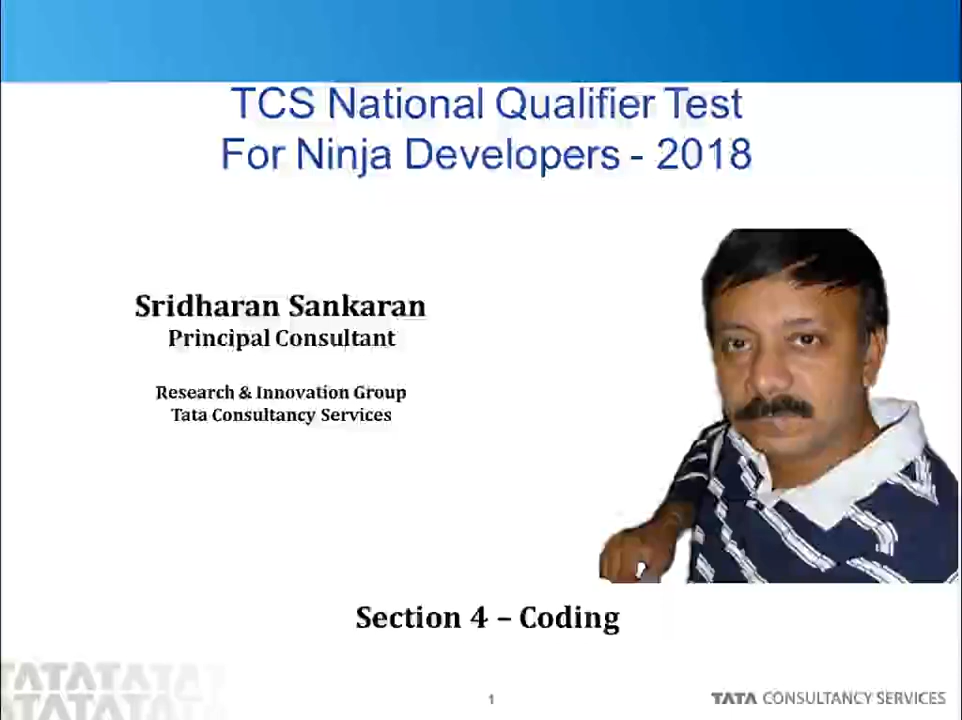 TCS National Qualifier Test
For Ninja Developers - 2018
Sridharan Sankaran
Principal Consultant
Research & Innovation Group
Tata Consultancy Services
Section 4 – Coding
1
TATA CONSULTANCY SERVICES
TATATATA
TATATATA